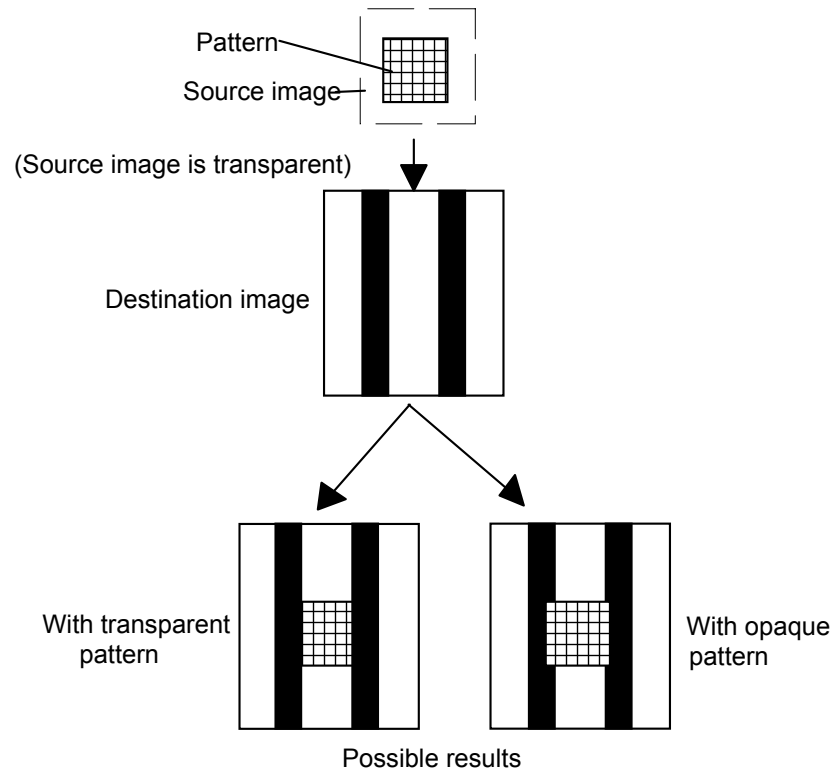 Pattern
Source image
(Source image is transparent)
Destination image
With transparent
pattern
With opaque
pattern
Possible results